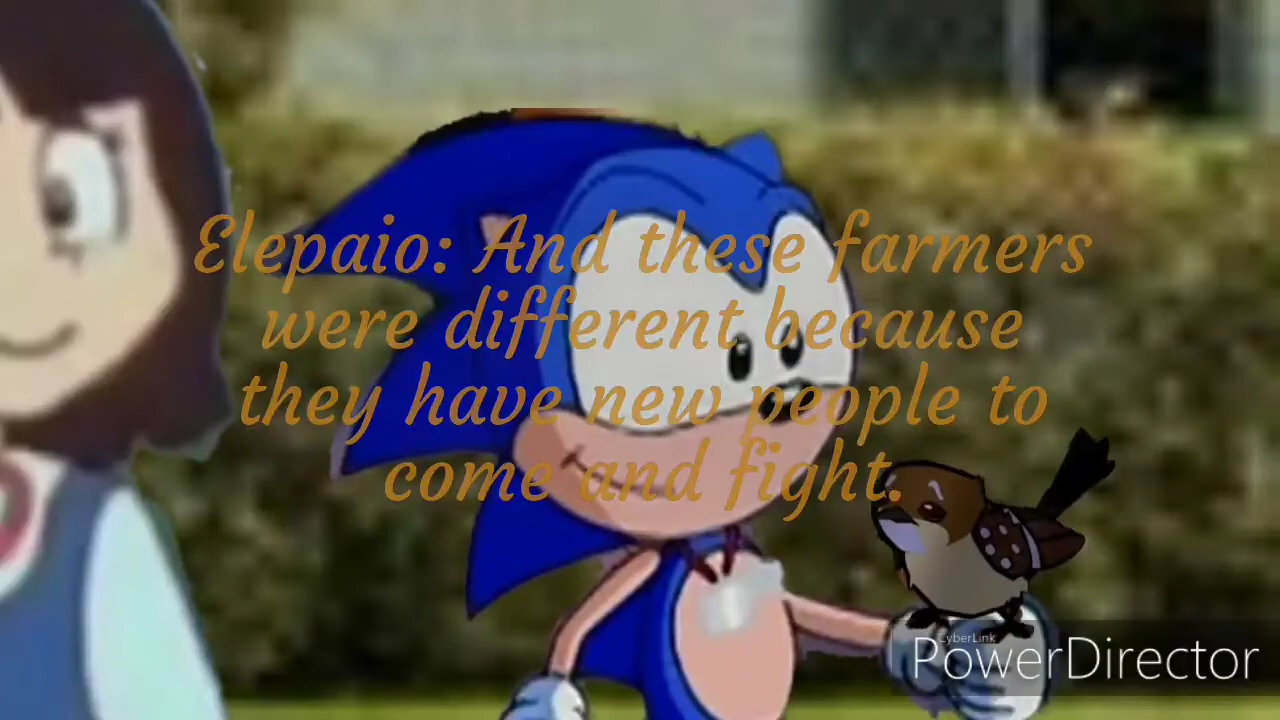 Elepaio: And these farmers
were different because
they have new people to
come and fight.
CyberLink
PowerDirector